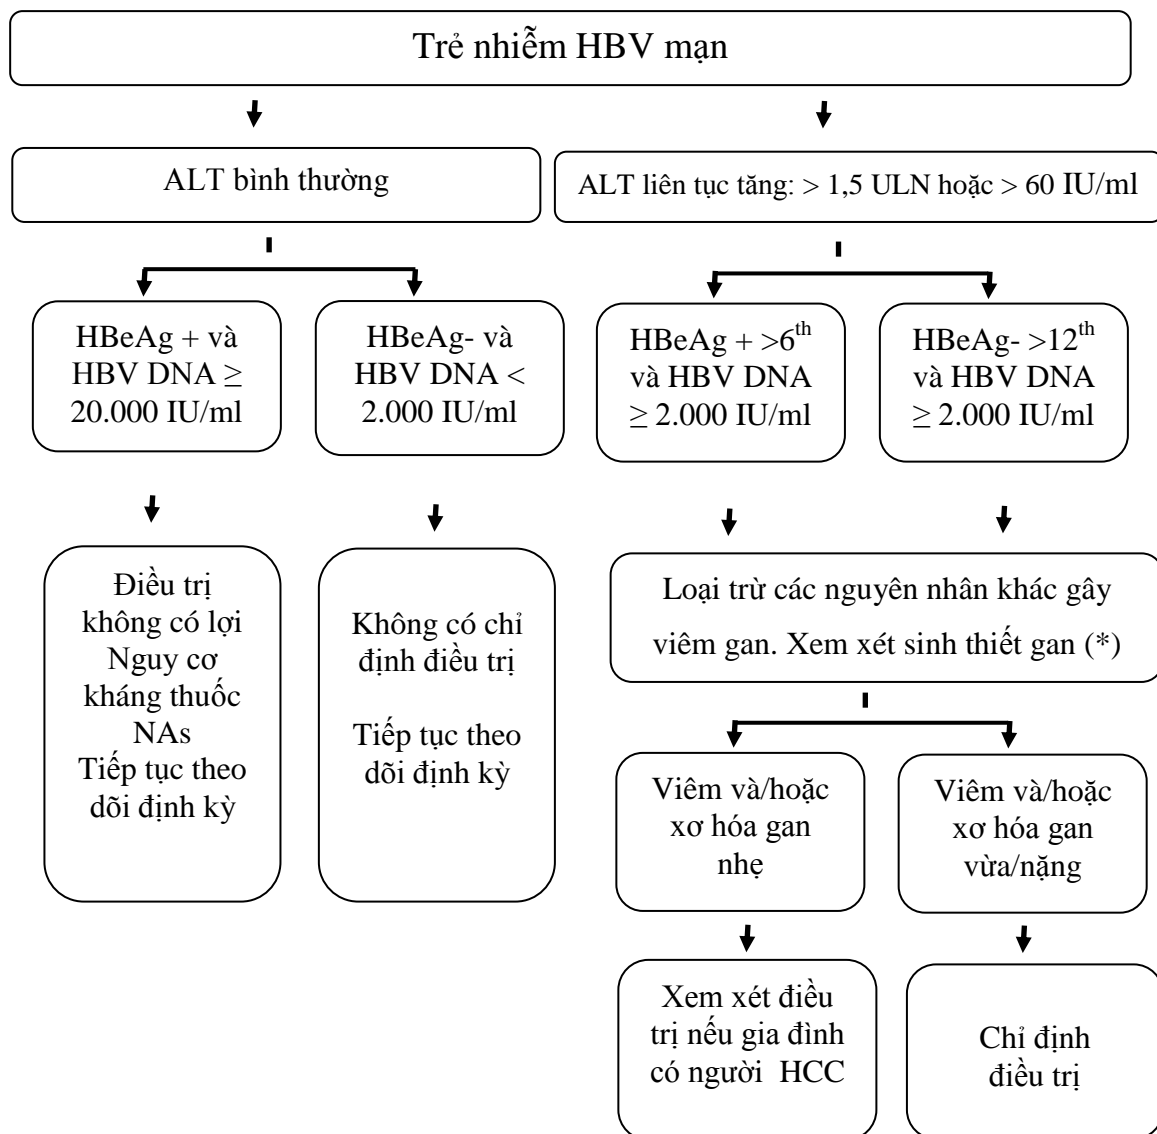 Trẻ nhiễm HBV mạn
ALT bình thường
ALT liên tục tăng: > 1,5 ULN hoặc > 60 IU/ml
HBeAg + và
HBV DNA ≥
20.000 IU/ml
HBeAg- và
HBV DNA <
2.000 IU/ml
HBeAg + >6th
và HBV DNA
≥ 2.000 IU/ml
HBeAg- >12th
và HBV DNA
≥ 2.000 IU/ml
Điều trị
không có lợi
Nguy cơ
kháng thuốc
NAs
Tiếp tục theo
dõi định kỳ
Không có chỉ
định điều trị
Tiếp tục theo
dõi định kỳ
Loại trừ các nguyên nhân khác gây
viêm gan. Xem xét sinh thiết gan (*)
Viêm và/hoặc
xơ hóa gan
nhẹ
Viêm và/hoặc
xơ hóa gan
vừa/nặng
Xem xét điều
trị nếu gia đình
có người HCC
Chỉ định
điều trị